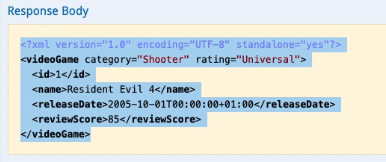 Response Body
<?xml version="1.0" encoding="UTF-8" standalone="yes"?>
<videoGame category="Shooter" rating="Universal">
<id>1</id>
<name>Resident Evil 4</name>
<releaseDate>2005-10-01T00:00:00+01:00</releaseDate>
<reviewScore>85</reviewScore>
</videoGame>